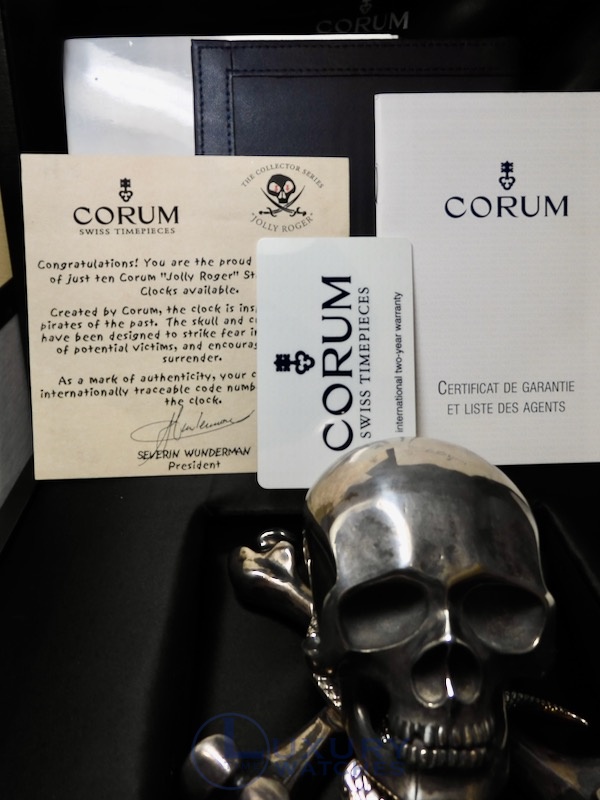 CORUM
CORUM
SWISS TIMEPIECES
THE COLLECTOR SERIES
"JOLLY ROGER"
Congratulations! You are the proud
of just ten Corum "Jolly Roger" St
Clocks available.
Created by Corum, the clock is ins
pirates of the past. The skull and c
have been designed to strike fear i
of potential victims, and encourag
surrender.
As a mark of authenticity, your c
internationally traceable code numb
the clock.
SEVERIN WUNDERMAN
President
CORUM
SWISS TIMEPIECES
international two-year warranty
CORUM
CERTIFICAT DE GARANTIE
ET LISTE DES AGENTS
LUXURY
WATCHES